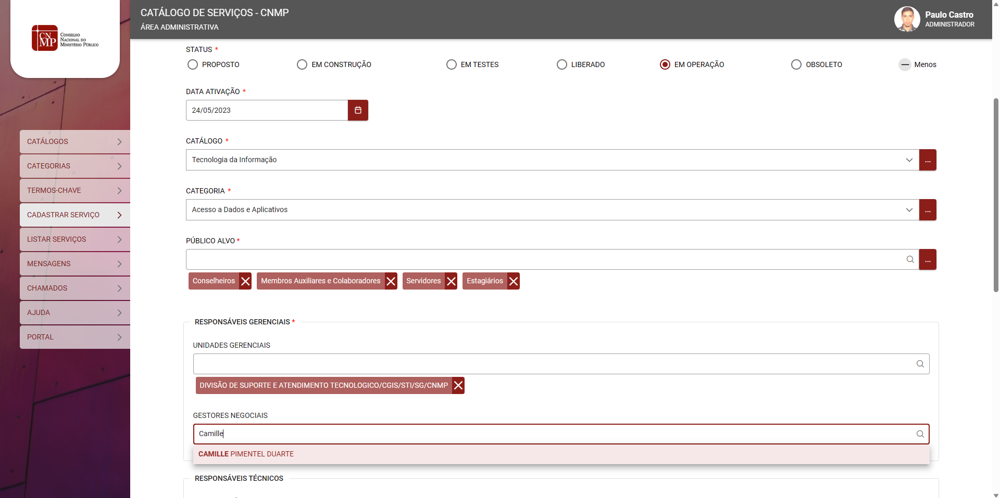 CATÁLOGO DE SERVIÇOS - CNMP
ÁREA ADMINISTRATIVA
Paulo Castro
ADMINISTRADOR
CN
MP
CONSELHO
NACIONAL DO
MINISTÉRIO PÚBLICO
CATÁLOGOS
CATEGORIAS
TERMOS-CHAVE
CADASTRAR SERVIÇO
LISTAR SERVIÇOS
MENSAGENS
CHAMADOS
AJUDA
PORTAL
STATUS *
PROPOSTO EM CONSTRUÇÃO EM TESTES LIBERADO EM OPERAÇÃO OBSOLETO Menos
DATA ATIVAÇÃO *
24/05/2023
CATÁLOGO *
Tecnologia da Informação ...
CATEGORIA *
Acesso a Dados e Aplicativos ...
PÚBLICO ALVO *
...
Conselheiros Membros Auxiliares e Colaboradores Servidores Estagiários
RESPONSÁVEIS GERENCIAIS *
UNIDADES GERENCIAIS
DIVISÃO DE SUPORTE E ATENDIMENTO TECNOLOGICO/CGIS/STI/SG/CNMP
GESTORES NEGOCIAIS
Camille
CAMILLE PIMENTEL DUARTE
RESPONSÁVEIS TÉCNICOS